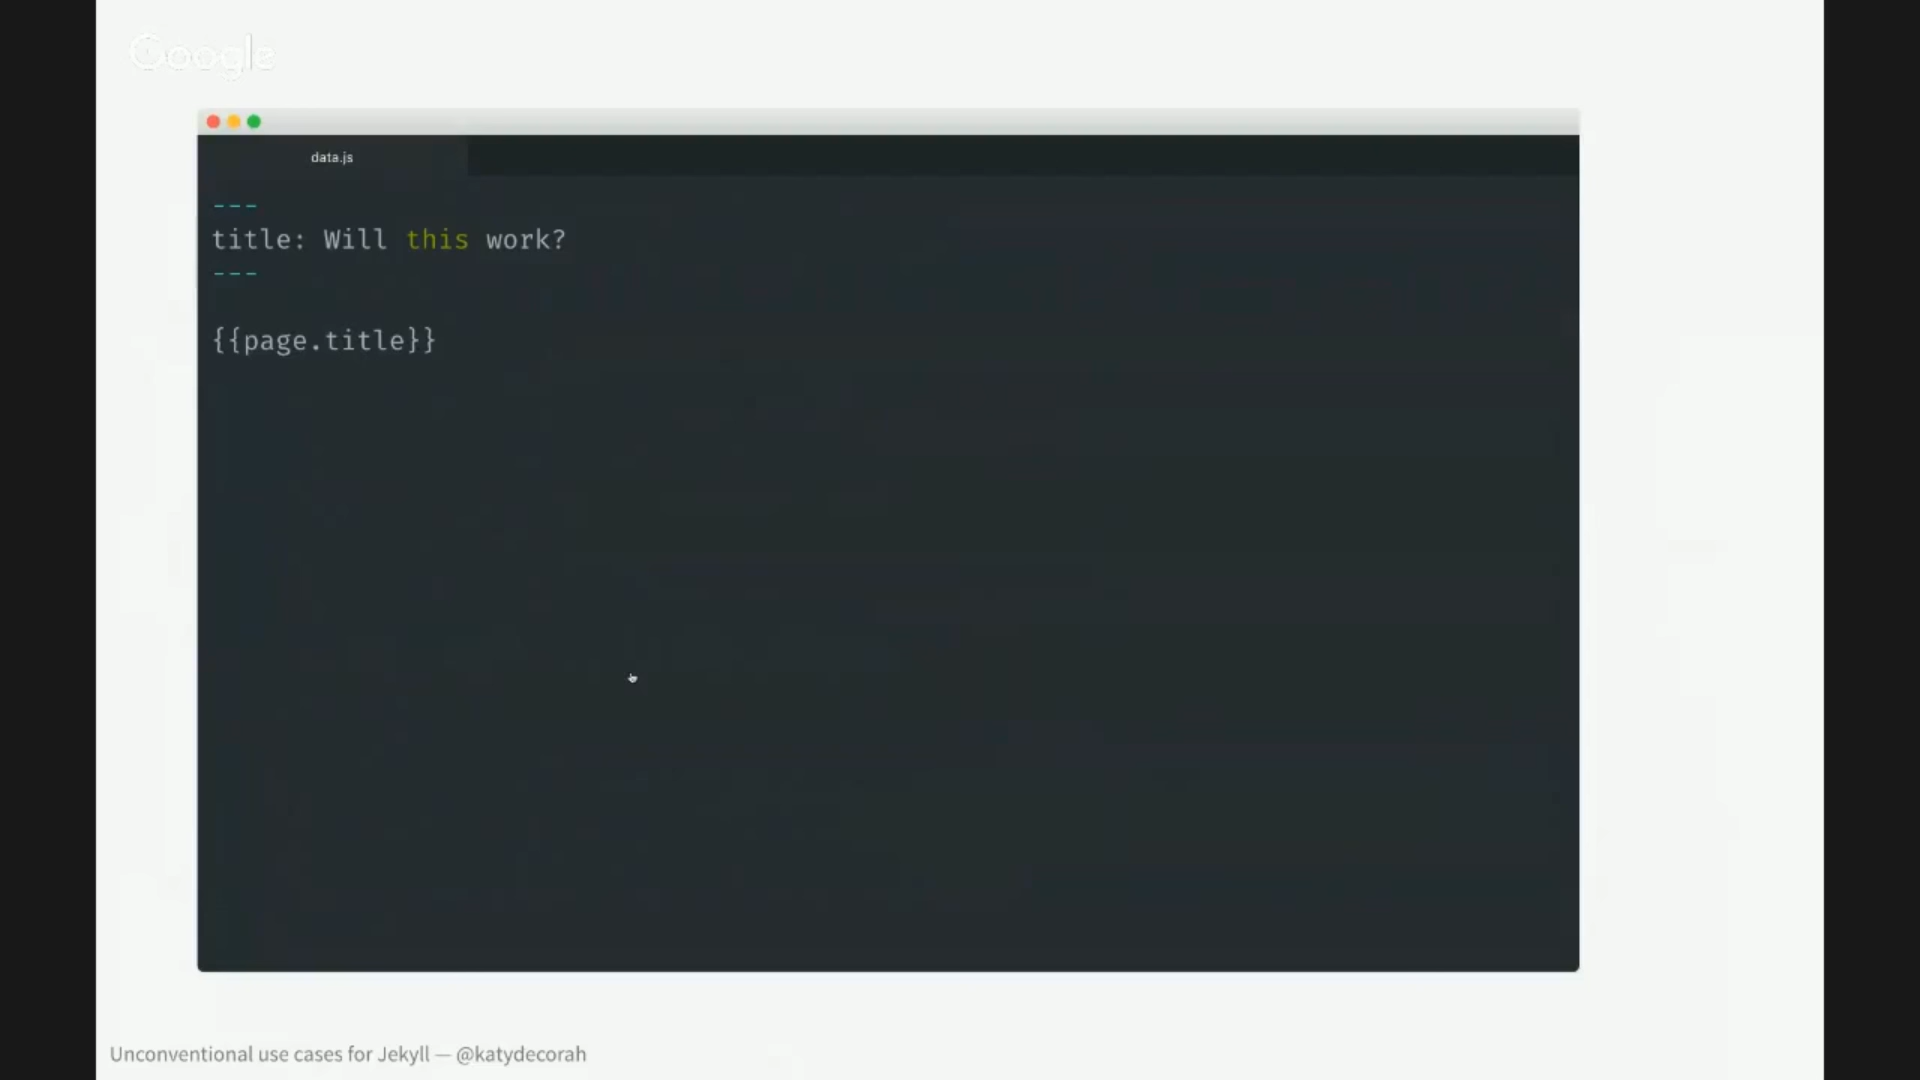 Google
data.js
---
title: Will this work?
---
{{page.title}}
Unconventional use cases for Jekyll — @katydecorah